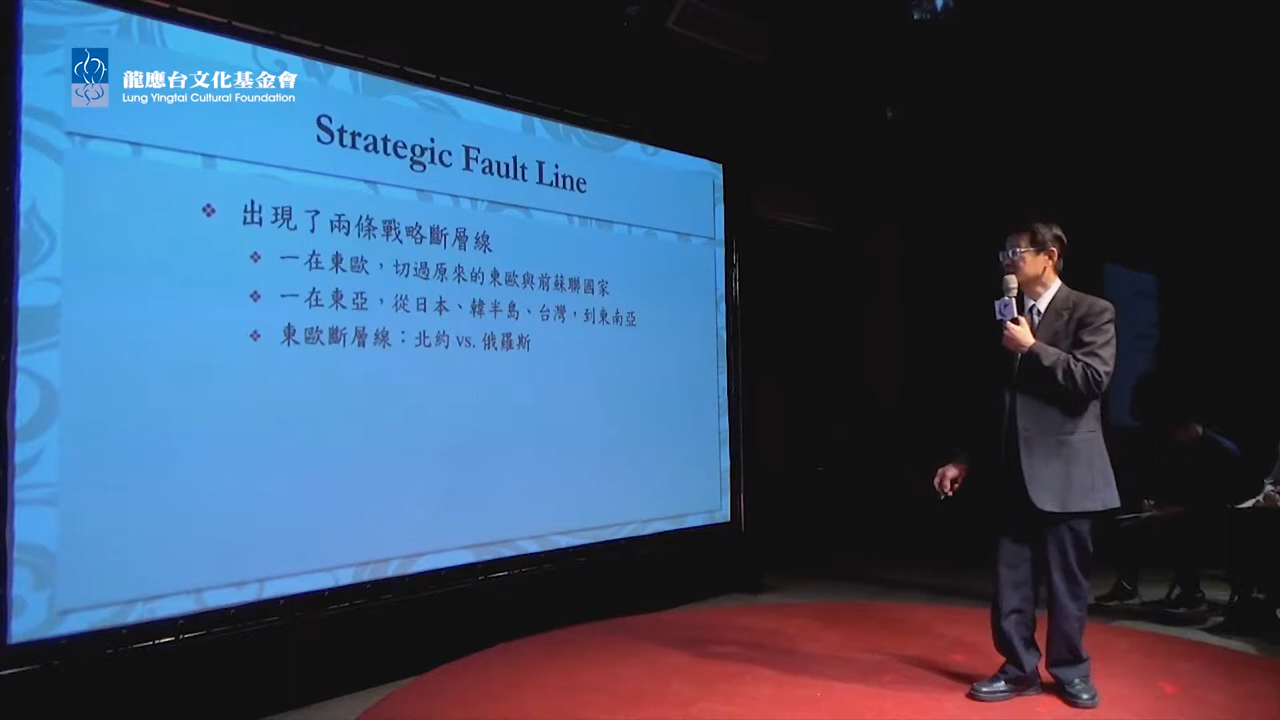 龍應台文化基金會
Lung Yingtai Cultural Foundation
Strategic Fault Line
出現了兩條戰略斷層線
一在東歐，切過原來的東歐與前蘇聯國家
一在東亞，從日本、韓半島、台灣，到東南亞
東歐斷層線：北約 vs. 俄羅斯